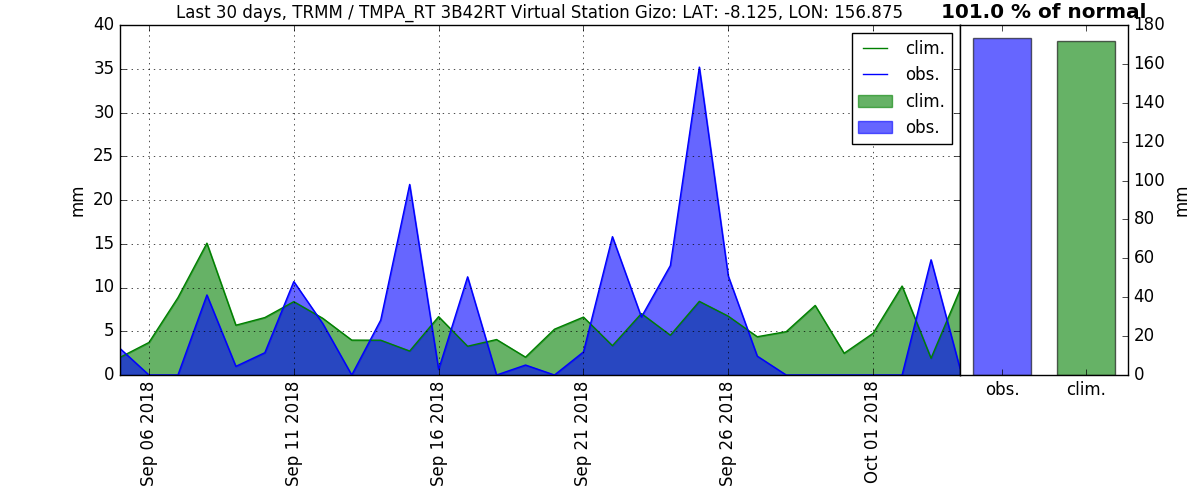 Last 30 days, TRMM / TMPA_RT 3B42RT Virtual Station Gizo: LAT: -8.125, LON: 156.875
101.0 % of normal
40
35
30
25
20
15
10
5
0
mm
clim.
obs.
clim.
obs.
Sep 06 2018
Sep 11 2018
Sep 16 2018
Sep 21 2018
Sep 26 2018
Oct 01 2018
180
160
140
120
100
80
60
40
20
0
mm
obs.
clim.